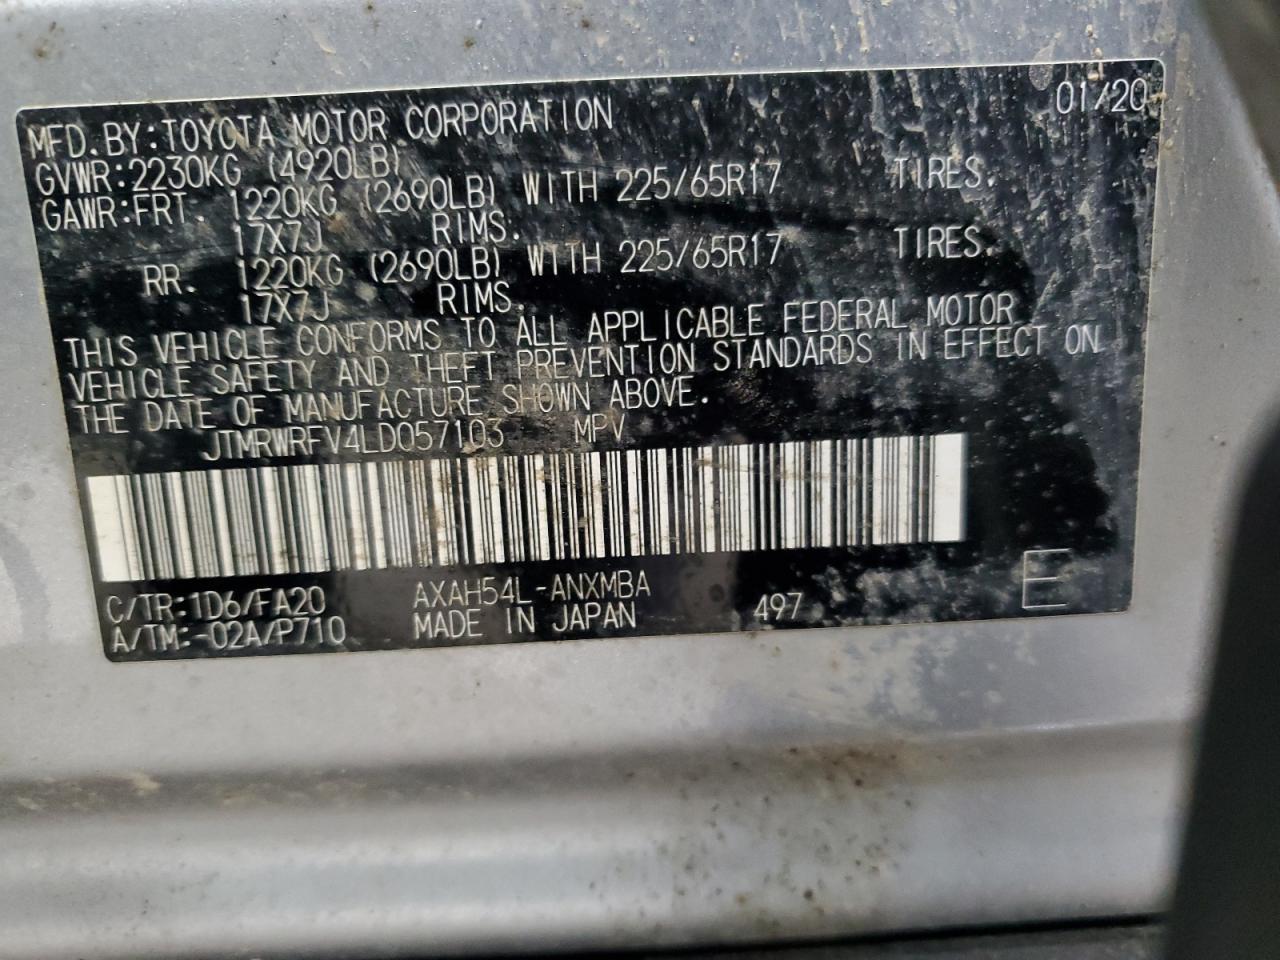 01/20
MFD. BY: TOYOTA MOTOR CORPORATION
GVWR: 2230KG (4920LB)
GAWR: FRT. 1220KG (2690LB) WITH 225/65R17 TIRES.
17X7J RIMS.
RR. 1220KG (2690LB) WITH 225/65R17 TIRES.
17X7J RIMS.
THIS VEHICLE CONFORMS TO ALL APPLICABLE FEDERAL MOTOR
VEHICLE SAFETY AND THEFT PREVENTION STANDARDS IN EFFECT ON
THE DATE OF MANUFACTURE SHOWN ABOVE.
JTMRWRFV4LD057103 MPV
C/TR: 1D6/FA20 AXAH54L-ANXMBA
A/TM: -02A/P710 MADE IN JAPAN 497 E